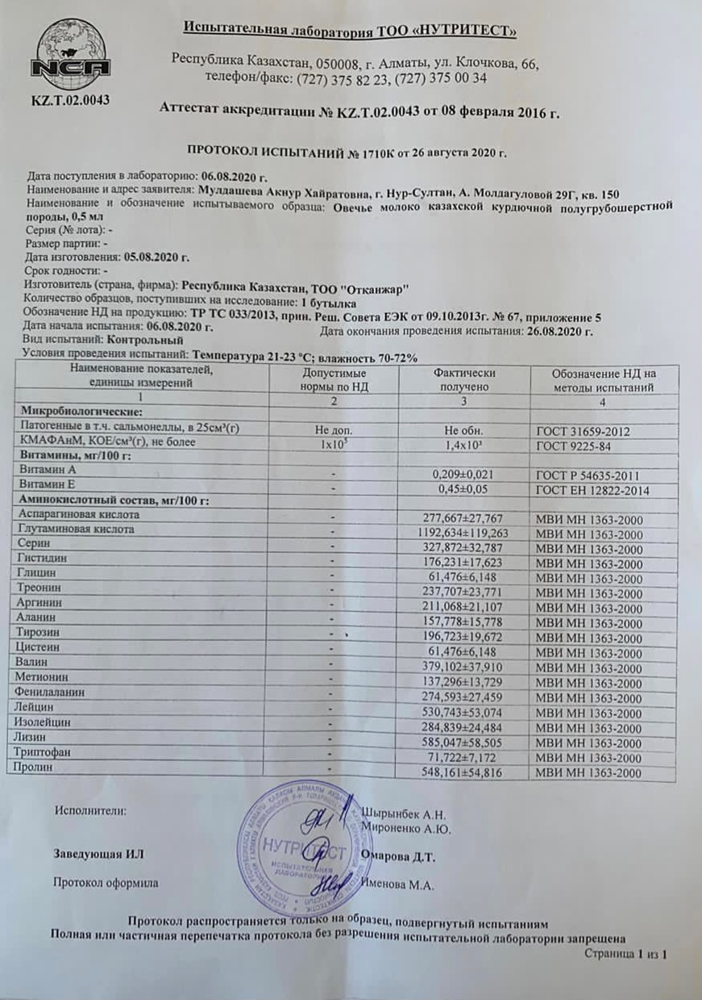 Испытательная лаборатория ТОО «НУТРИТЕСТ»
NCA
Республика Казахстан, 050008, г. Алматы, ул. Клочкова, 66,
телефон/факс: (727) 375 82 23, (727) 375 00 34
KZ.T.02.0043
Аттестат аккредитации № KZ.T.02.0043 от 08 февраля 2016 г.
ПРОТОКОЛ ИСПЫТАНИЙ № 1710К от 26 августа 2020 г.
Дата поступления в лабораторию: 06.08.2020 г.
Наименование и адрес заявителя: Мулдашева Акнур Хайратовна, г. Нур-Султан, А. Молдагуловой 29Г, кв. 150
Наименование и обозначение испытываемого образца: Овечье молоко казахской курдючной полугрубошерстной
породы, 0,5 мл
Серия (№ лота): -
Размер партии: -
Дата изготовления: 05.08.2020 г.
Срок годности: -
Изготовитель (страна, фирма): Республика Казахстан, ТОО "Отканжар"
Количество образцов, поступивших на исследование: 1 бутылка
Обозначение НД на продукцию: ТР ТС 033/2013, прин. Реш. Совета ЕЭК от 09.10.2013г. № 67, приложение 5
Дата начала испытания: 06.08.2020 г. Дата окончания проведения испытания: 26.08.2020 г.
Вид испытаний: Контрольный
Условия проведения испытаний: Температура 21-23 ºС; влажность 70-72%
Наименование показателей, Допустимые Фактически Обозначение НД на
единицы измерений нормы по НД получено методы испытаний
1 2 3 4
Микробиологические:
Патогенные в т.ч. сальмонеллы, в 25см³(г) Не доп. Не обн. ГОСТ 31659-2012
КМАФАнМ, КОЕ/см³(г), не более 1х10⁵ 1,4х10³ ГОСТ 9225-84
Витамины, мг/100 г:
Витамин А - 0,209±0,021 ГОСТ Р 54635-2011
Витамин Е - 0,45±0,05 ГОСТ ЕН 12822-2014
Аминокислотный состав, мг/100 г:
Аспарагиновая кислота - 277,667±27,767 МВИ МН 1363-2000
Глутаминовая кислота - 1192,634±119,263 МВИ МН 1363-2000
Серин - 327,872±32,787 МВИ МН 1363-2000
Гистидин - 176,231±17,623 МВИ МН 1363-2000
Глицин - 61,476±6,148 МВИ МН 1363-2000
Треонин - 237,707±23,771 МВИ МН 1363-2000
Аргинин - 211,068±21,107 МВИ МН 1363-2000
Аланин - 157,778±15,778 МВИ МН 1363-2000
Тирозин - 196,723±19,672 МВИ МН 1363-2000
Цистеин - 61,476±6,148 МВИ МН 1363-2000
Валин - 379,102±37,910 МВИ МН 1363-2000
Метионин - 137,296±13,729 МВИ МН 1363-2000
Фенилаланин - 274,593±27,459 МВИ МН 1363-2000
Лейцин - 530,743±53,074 МВИ МН 1363-2000
Изолейцин - 284,839±24,484 МВИ МН 1363-2000
Лизин - 585,047±58,505 МВИ МН 1363-2000
Триптофан - 71,722±7,172 МВИ МН 1363-2000
Пролин - 548,161±54,816 МВИ МН 1363-2000
Исполнители: Шырынбек А.Н.
Мироненко А.Ю.
НУТРИТЕСТ
ИСПЫТАТЕЛЬНАЯ
ЛАБОРАТОРИЯ
Заведующая ИЛ Омарова Д.Т.
Протокол оформила Именова М.А.
Протокол распространяется только на образец, подвергнутый испытаниям
Полная или частичная перепечатка протокола без разрешения испытательной лаборатории запрещена
Страница 1 из 1